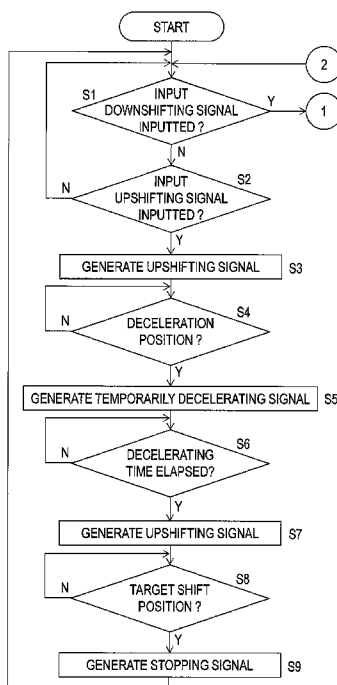 START
2
S1
INPUT
DOWNSHIFTING SIGNAL
INPUTTED ?
Y
1
N
S2
INPUT
UPSHIFTING SIGNAL
INPUTTED ?
N
Y
GENERATE UPSHIFTING SIGNAL
S3
S4
DECELERATION
POSITION ?
N
Y
GENERATE TEMPORARILY DECELERATING SIGNAL
S5
S6
DECELERATING
TIME ELAPSED?
N
Y
GENERATE UPSHIFTING SIGNAL
S7
S8
TARGET SHIFT
POSITION ?
N
Y
GENERATE STOPPING SIGNAL
S9